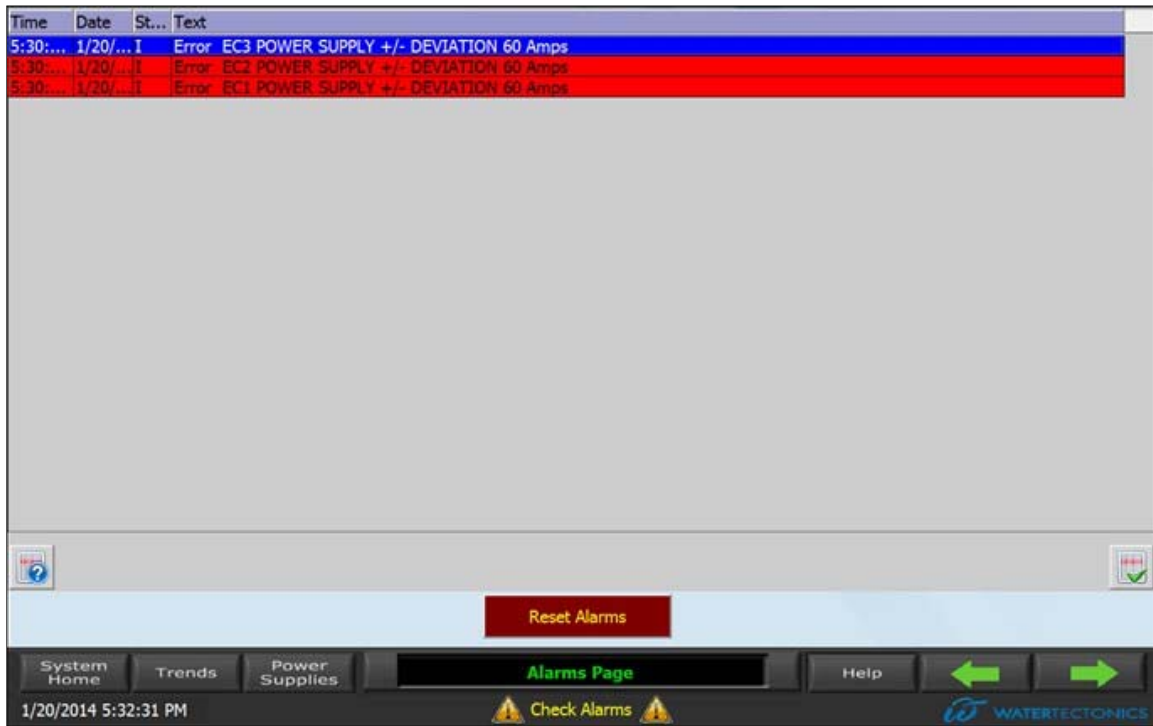 Time Date St... Text
5:30:... 1/20/... I Error EC3 POWER SUPPLY +/- DEVIATION 60 Amps
5:30:... 1/20/... I Error EC2 POWER SUPPLY +/- DEVIATION 60 Amps
5:30:... 1/20/... I Error EC1 POWER SUPPLY +/- DEVIATION 60 Amps
Reset Alarms
System Home Trends Power Supplies Alarms Page Help
1/20/2014 5:32:31 PM Check Alarms WATERTECTONICS